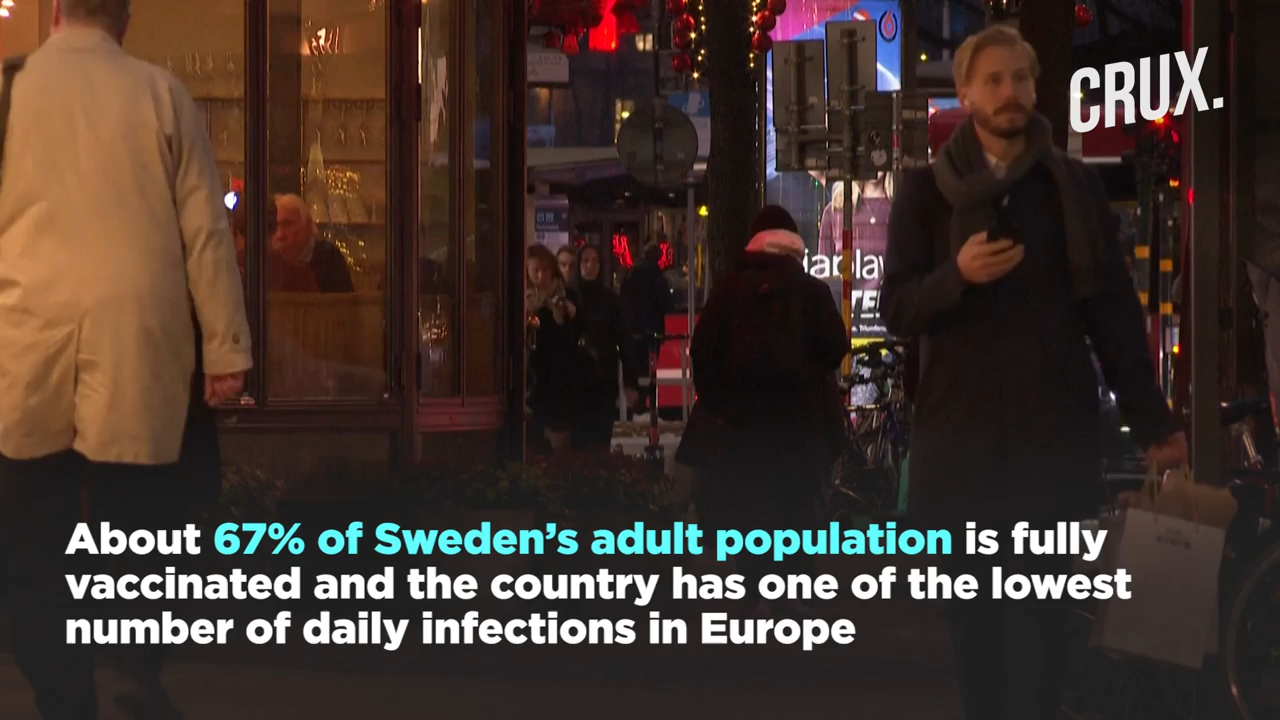 CRUX.
About 67% of Sweden's adult population is fully
vaccinated and the country has one of the lowest
number of daily infections in Europe